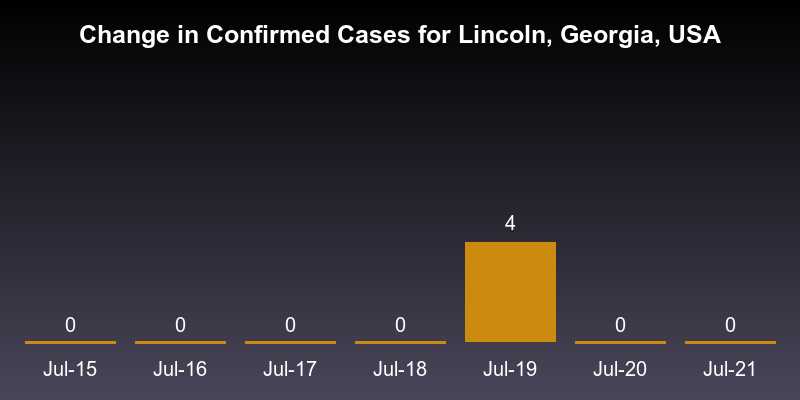 Change in Confirmed Cases for Lincoln, Georgia, USA
4
0 0 0 0 0 0
Jul-15 Jul-16 Jul-17 Jul-18 Jul-19 Jul-20 Jul-21